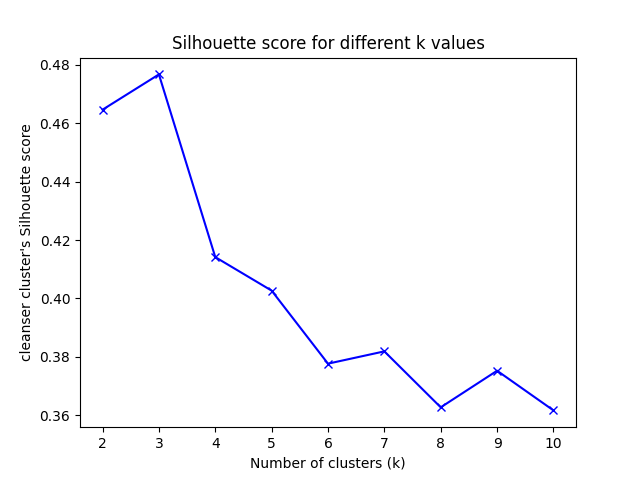 Silhouette score for different k values
cleanser cluster's Silhouette score
0.48
0.46
0.44
0.42
0.40
0.38
0.36
2 3 4 5 6 7 8 9 10
Number of clusters (k)